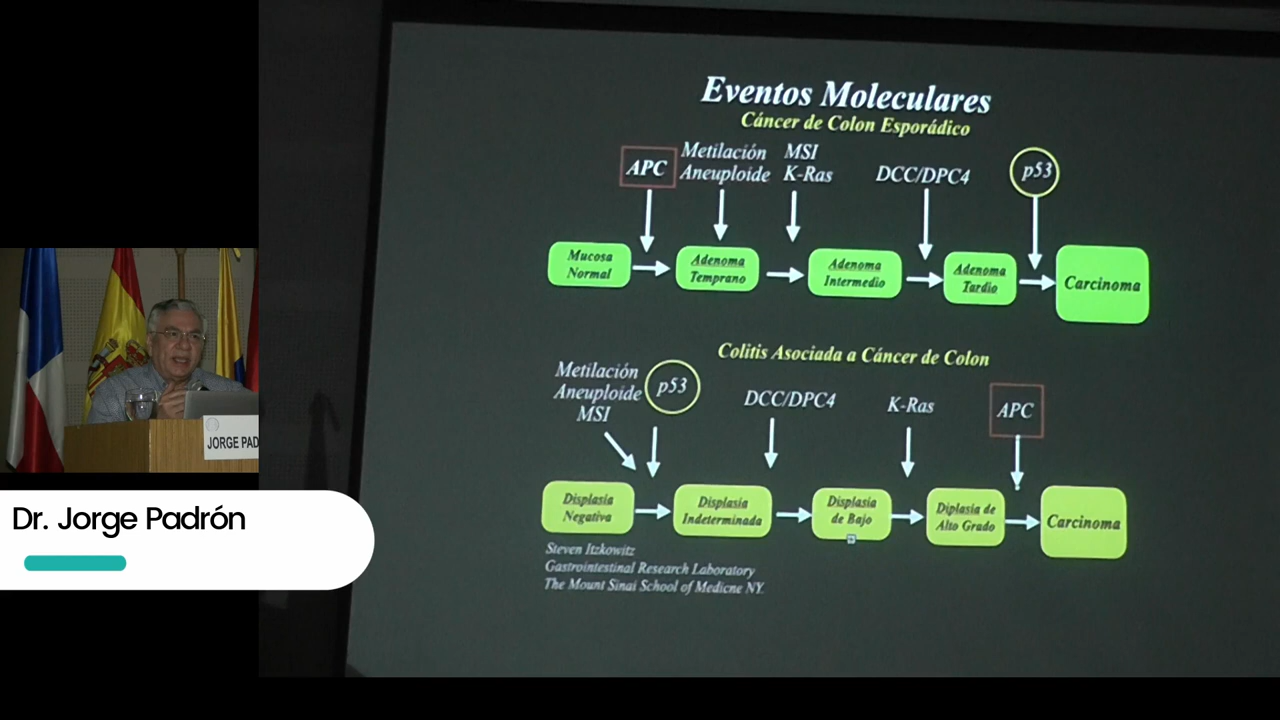 Eventos Moleculares
Cáncer de Colon Esporádico
APC
Metilación
Aneuploide
MSI
K-Ras
DCC/DPC4
p53
Mucosa
Normal
Adenoma
Temprano
Adenoma
Intermedio
Adenoma
Tardio
Carcinoma
Colitis Asociada a Cáncer de Colon
Metilación
Aneuploide
MSI
p53
DCC/DPC4
K-Ras
APC
Displasia
Negativa
Displasia
Indeterminada
Displasia
de Bajo
Diplasia de
Alto Grado
Carcinoma
Steven Itzkowitz
Gastrointestinal Research Laboratory
The Mount Sinai School of Medicne NY.
JORGE PAD
Dr. Jorge Padrón